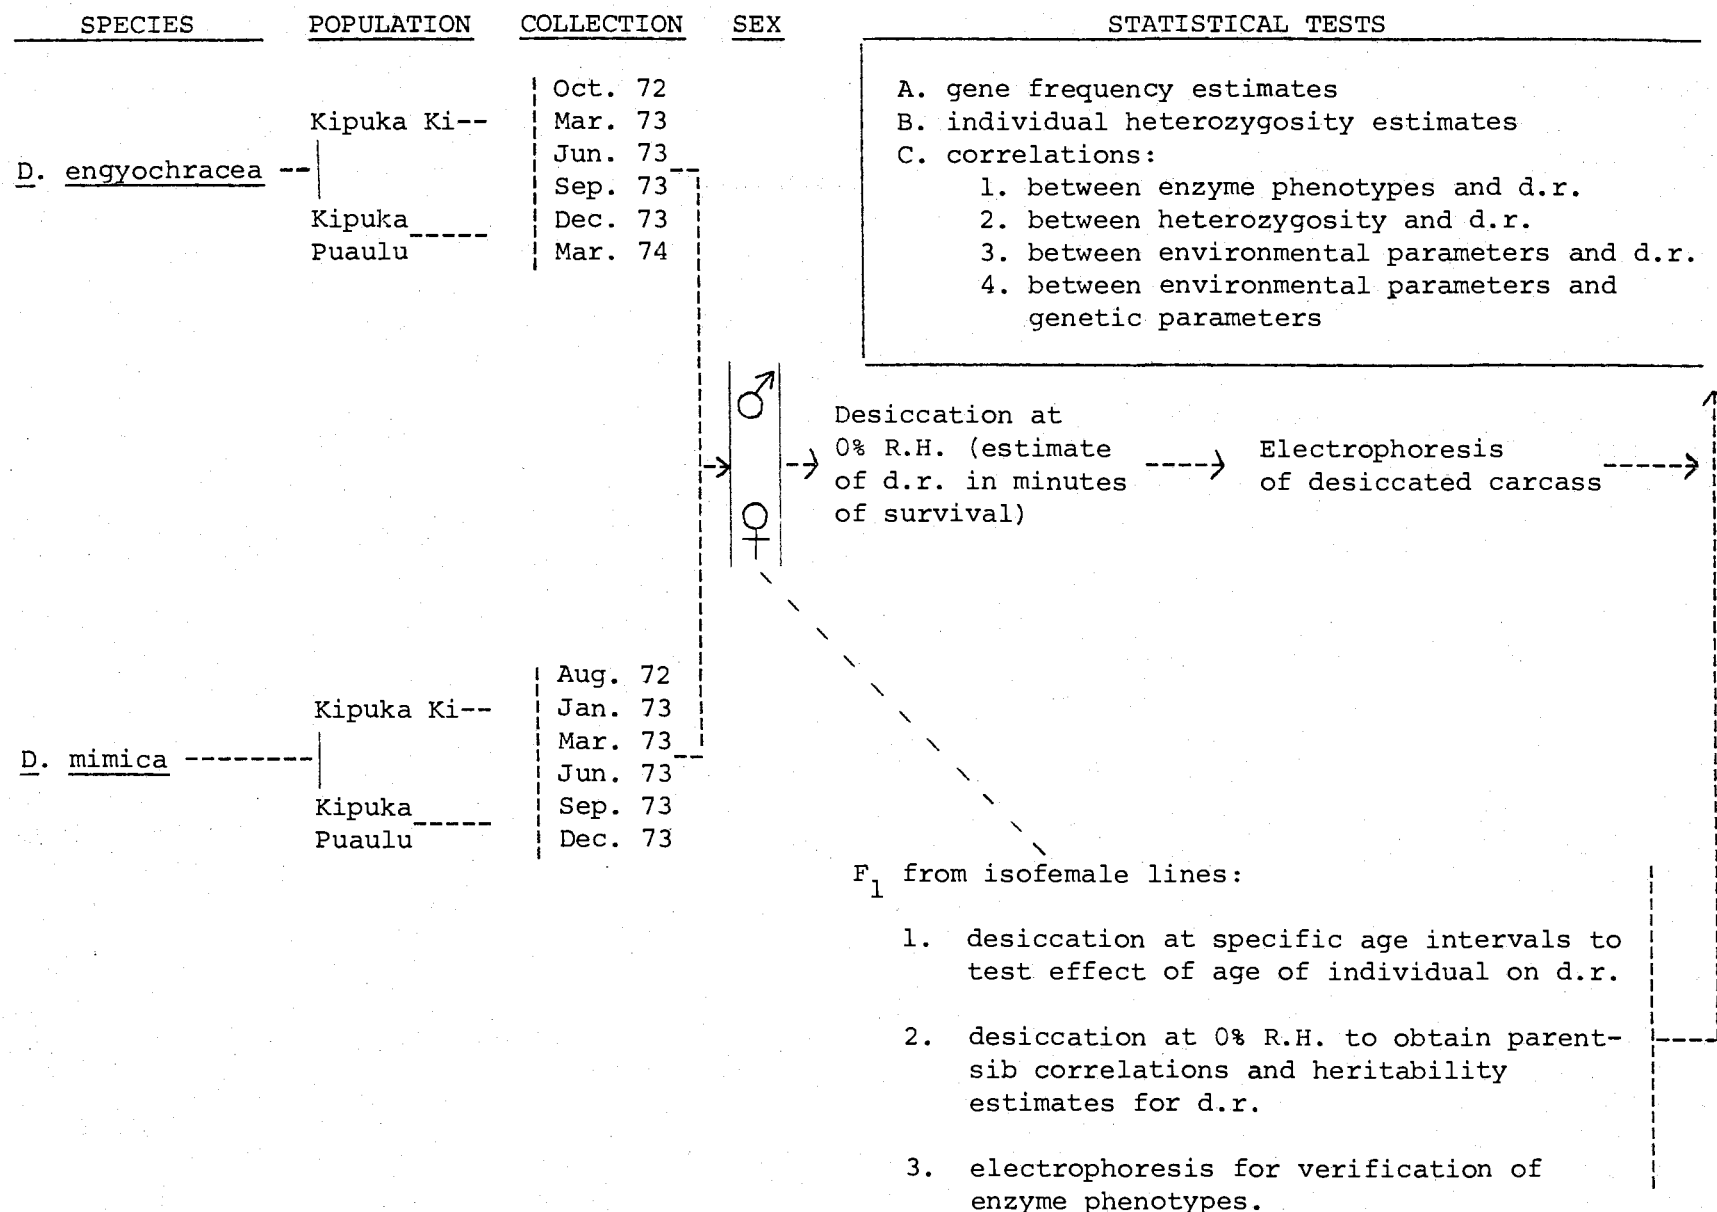 SPECIES POPULATION COLLECTION SEX STATISTICAL TESTS
D. engyochracea
Kipuka Ki--
Kipuka
Puaulu
Oct. 72
Mar. 73
Jun. 73
Sep. 73
Dec. 73
Mar. 74
A. gene frequency estimates
B. individual heterozygosity estimates
C. correlations:
1. between enzyme phenotypes and d.r.
2. between heterozygosity and d.r.
3. between environmental parameters and d.r.
4. between environmental parameters and
genetic parameters
♂
♀
Desiccation at
0% R.H. (estimate
of d.r. in minutes
of survival)
Electrophoresis
of desiccated carcass
D. mimica
Kipuka Ki--
Kipuka
Puaulu
Aug. 72
Jan. 73
Mar. 73
Jun. 73
Sep. 73
Dec. 73
F1 from isofemale lines:
1. desiccation at specific age intervals to
test effect of age of individual on d.r.
2. desiccation at 0% R.H. to obtain parent-
sib correlations and heritability
estimates for d.r.
3. electrophoresis for verification of
enzyme phenotypes.